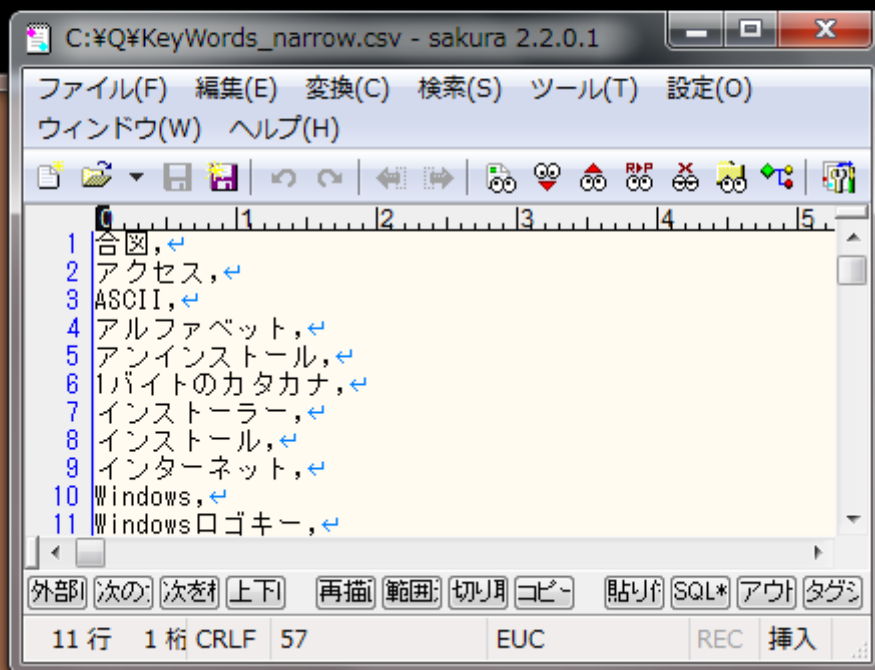 C:¥Q¥KeyWords_narrow.csv - sakura 2.2.0.1
ファイル(F) 編集(E) 変換(C) 検索(S) ツール(T) 設定(O)
ウィンドウ(W) ヘルプ(H)
0 1 2 3 4 5
1 合図,↵
2 アクセス,↵
3 ASCII,↵
4 アルファベット,↵
5 アンインストール,↵
6 1バイトのカタカナ,↵
7 インストーラー,↵
8 インストール,↵
9 インターネット,↵
10 Windows,↵
11 Windowsロゴキー,↵
外部 次の 次を 上下 再描 範囲 切り コピー 貼り付 SQL* アウト タグジ
11 行 1 桁 CRLF 57 EUC REC 挿入